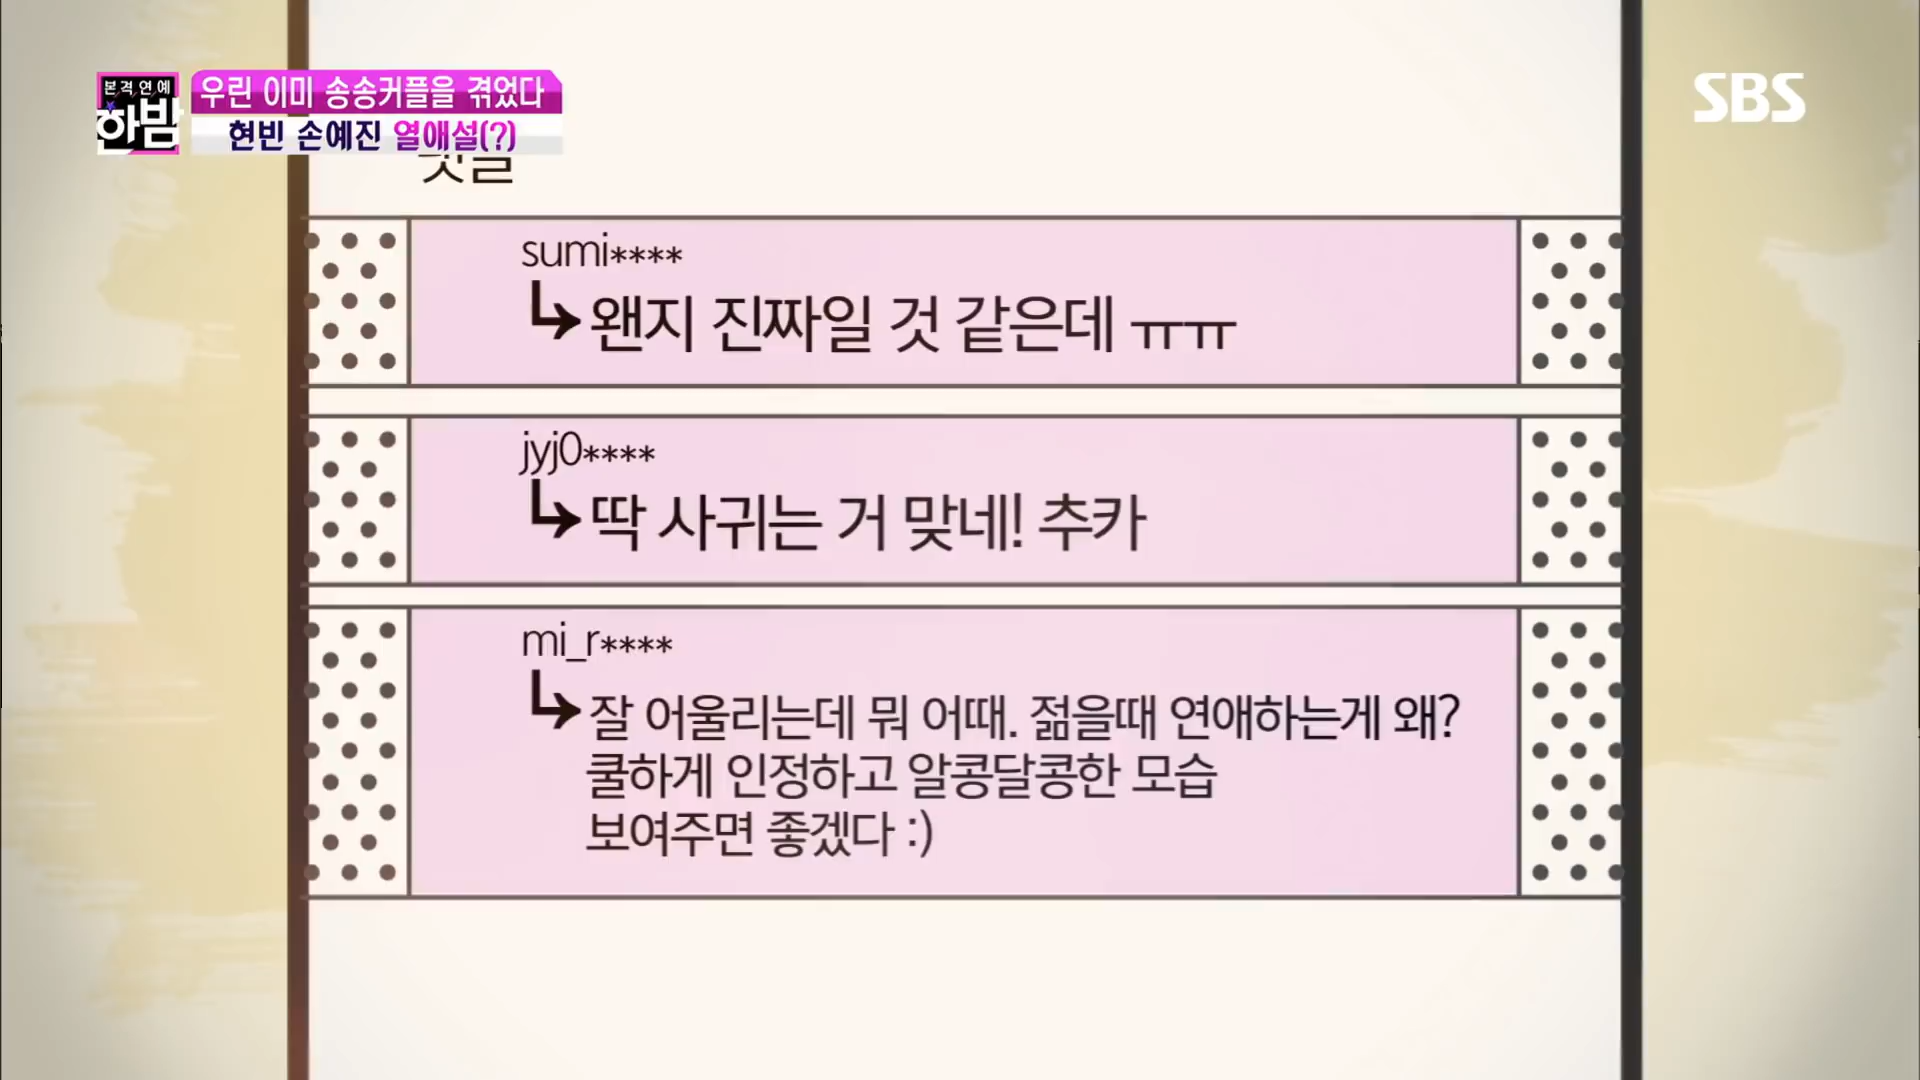 본격연예
한밤
우린 이미 송송커플을 겪었다
현빈 손예진 열애설(?)
SBS
댓글
sumi****
왠지 진짜일 것 같은데 ㅠㅠ
jyj0****
딱 사귀는 거 맞네! 추카
mi_r****
잘 어울리는데 뭐 어때. 젊을때 연애하는게 왜?
쿨하게 인정하고 알콩달콩한 모습
보여주면 좋겠다 :)